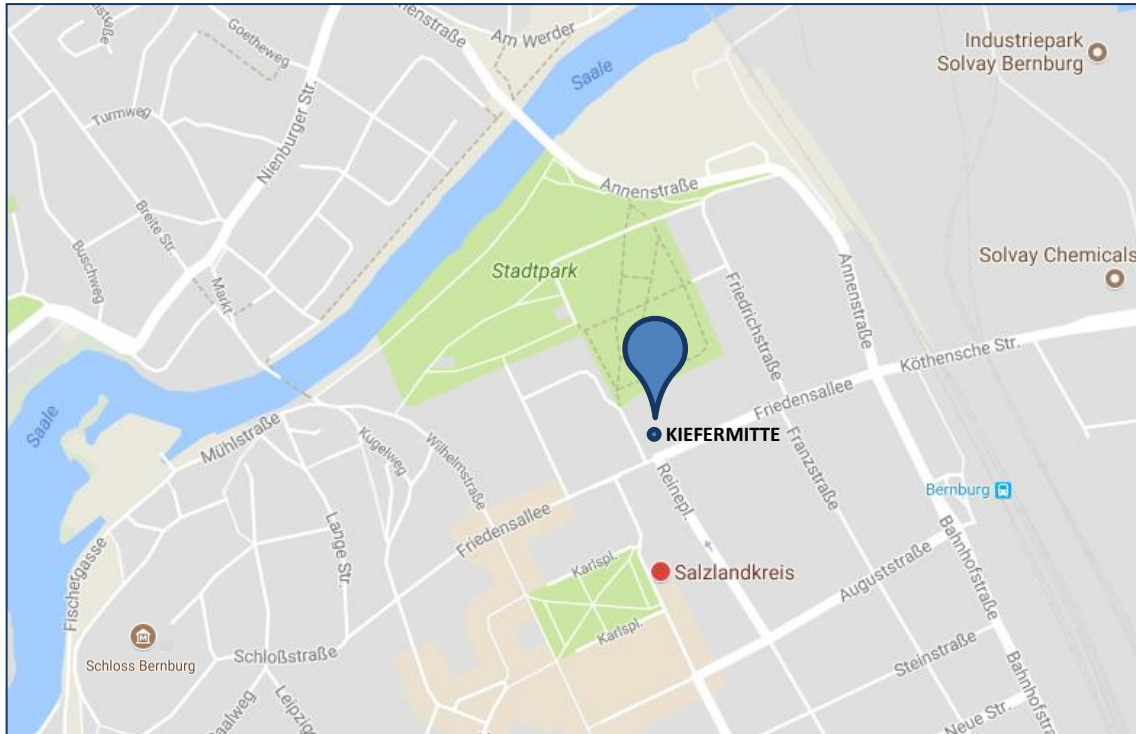 Annenstraße
Am Werder
Goetheweg
Saale
Industriepark
Solvay Bernburg
Turmweg
Nienburger Str.
Annenstraße
Breite Str.
Buschweg
Stadtpark
Solvay Chemicals
Markt
Friedrichstraße
Annenstraße
Köthensche Str.
Friedensallee
Saale
Mühlstraße
Kugelweg
Wilhelmstraße
KIEFERMITTE
Franzstraße
Reinepl.
Bernburg
Lange Str.
Friedensallee
Bahnhofstraße
Fischergasse
Karlspl.
Salzlandkreis
Auguststraße
Karlspl.
Schloss Bernburg
Schloßstraße
Steinstraße
Neue Str.